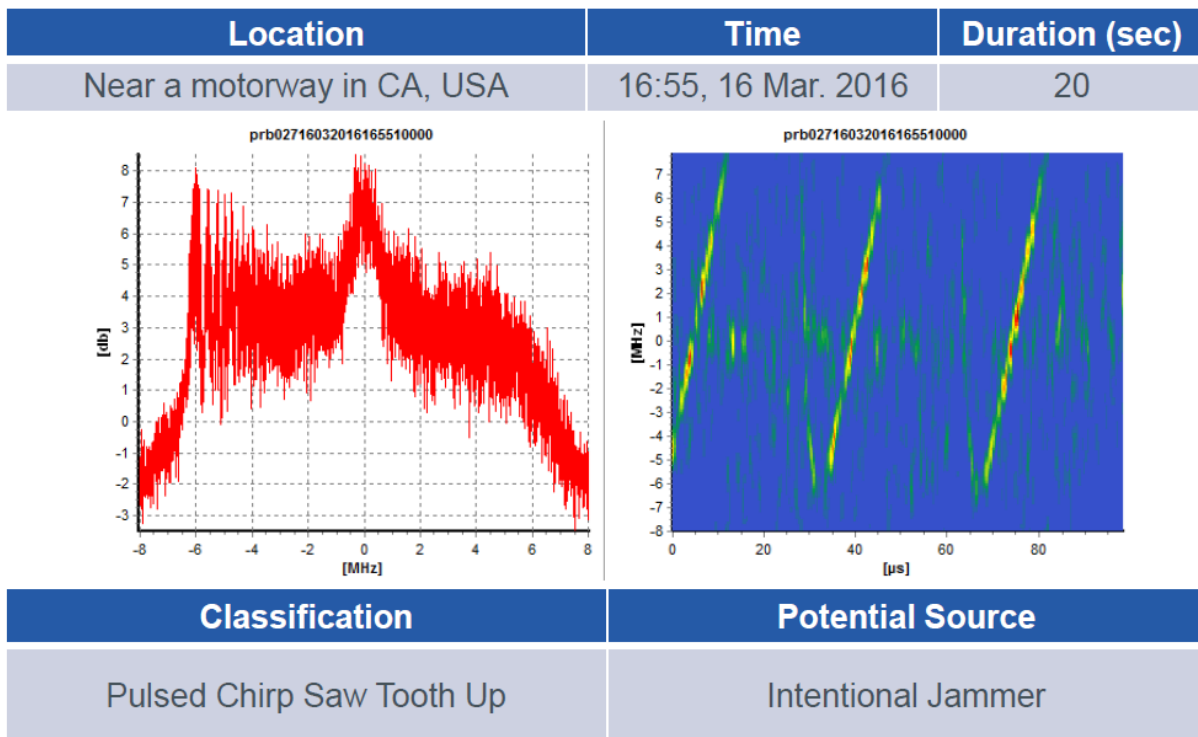 Location Time Duration (sec)
Near a motorway in CA, USA 16:55, 16 Mar. 2016 20
prb02716032016165510000
8
7
6
5
4
3
2
1
0
-1
-2
-3
[db]
-8 -6 -4 -2 0 2 4 6 8
[MHz]
prb02716032016165510000
7
6
5
4
3
2
1
0
-1
-2
-3
-4
-5
-6
-7
-8
[MHz]
0 20 40 60 80
[µs]
Classification Potential Source
Pulsed Chirp Saw Tooth Up Intentional Jammer